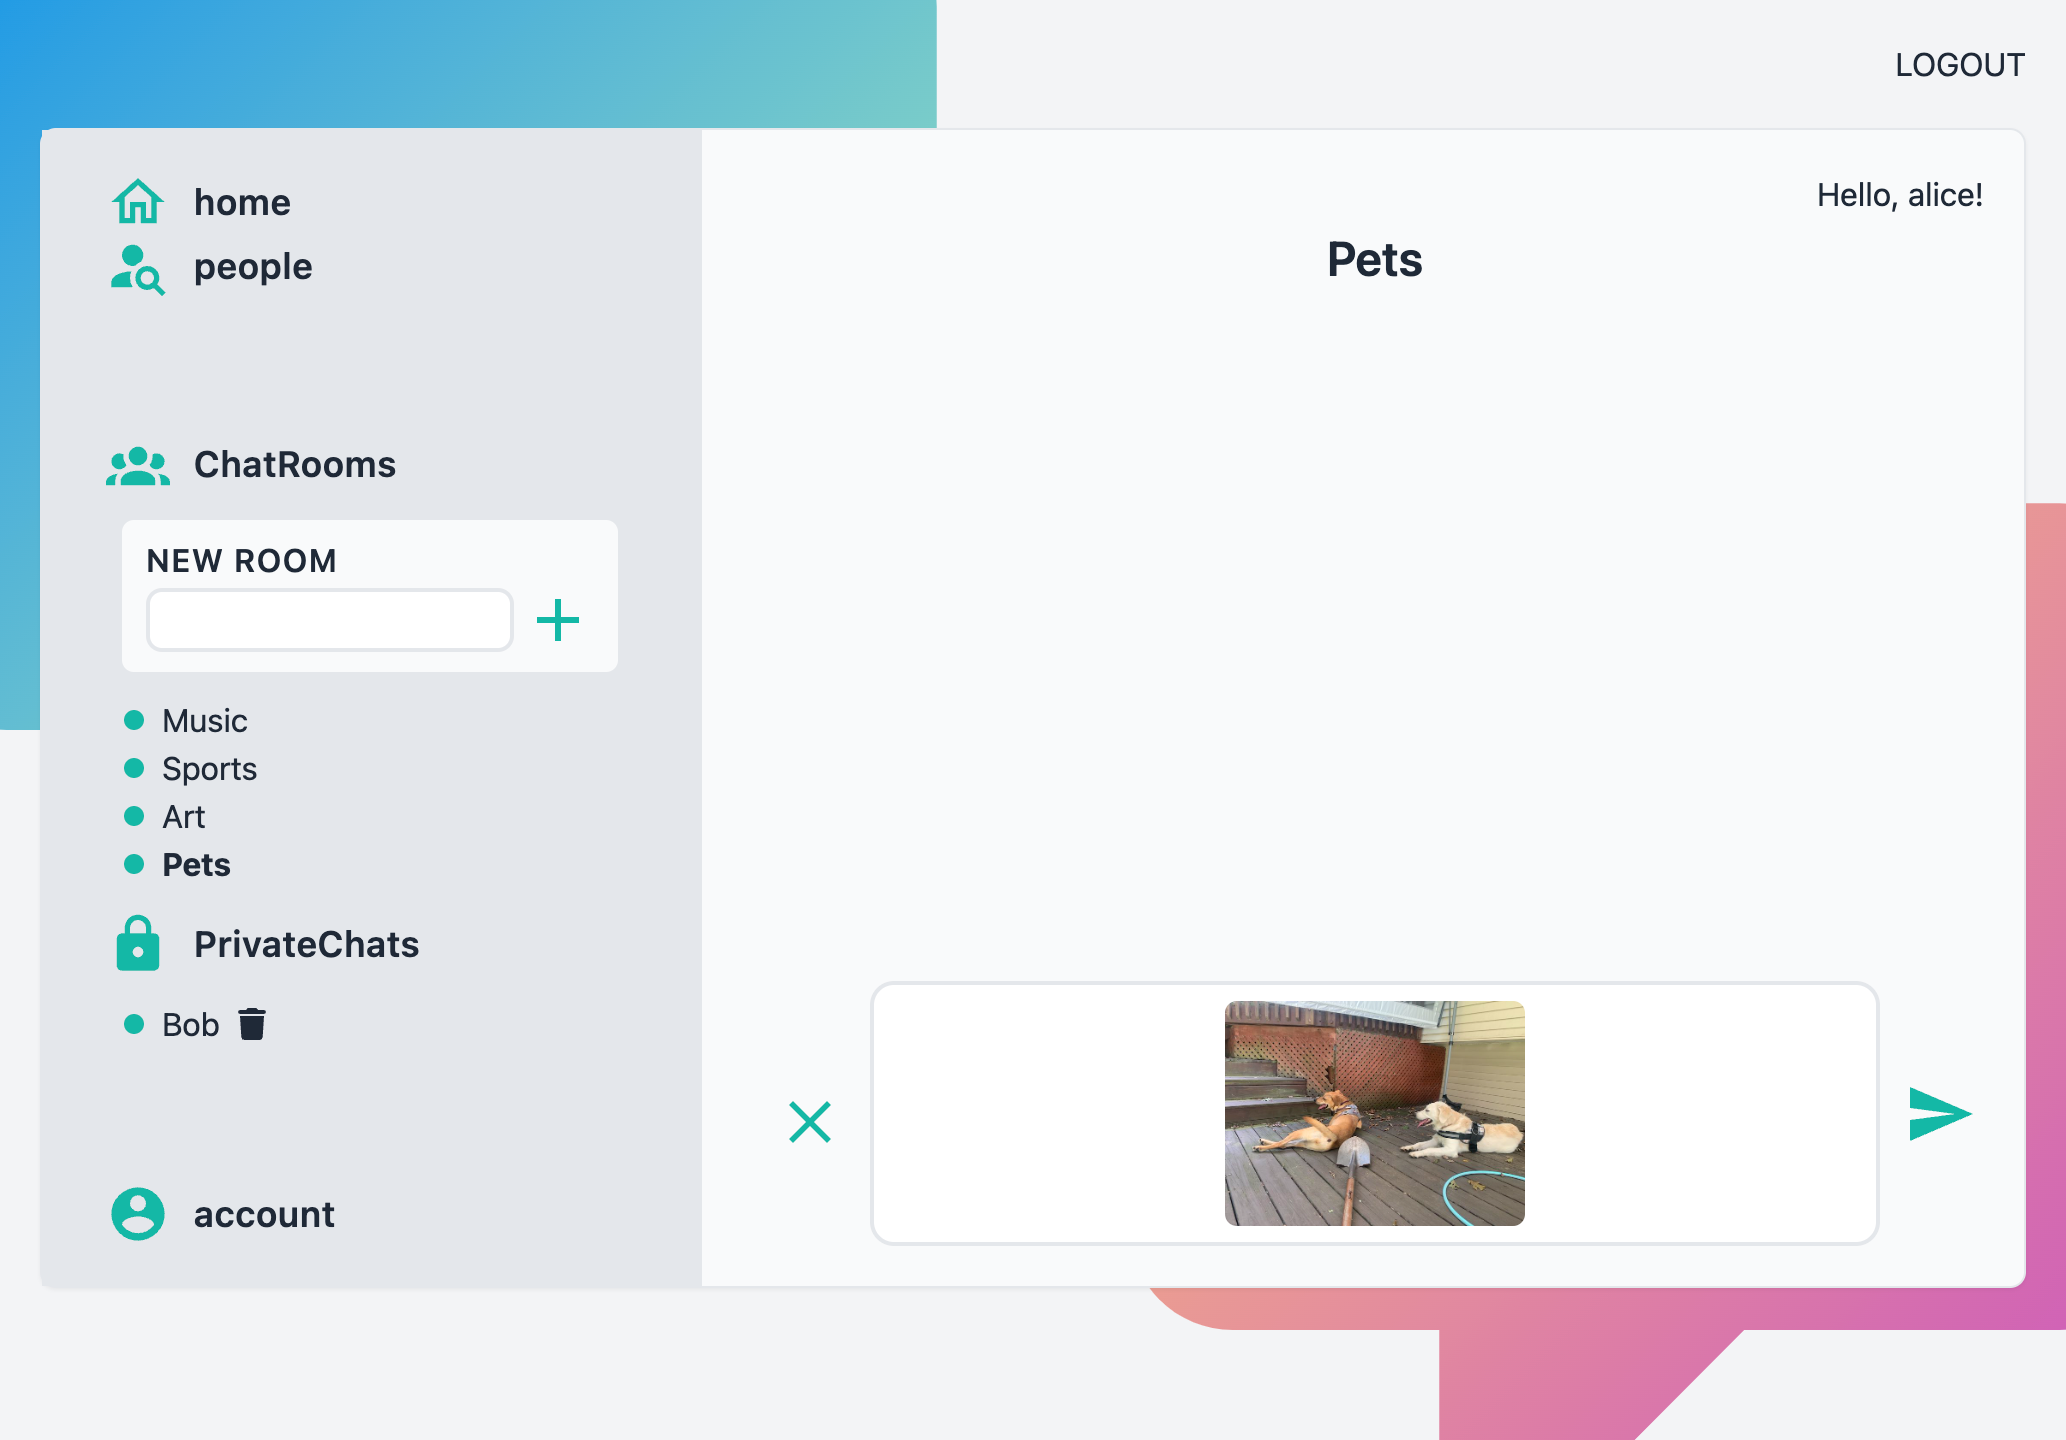 LOGOUT
home
people
ChatRooms
NEW ROOM
Music
Sports
Art
Pets
PrivateChats
Bob
account
Hello, alice!
Pets